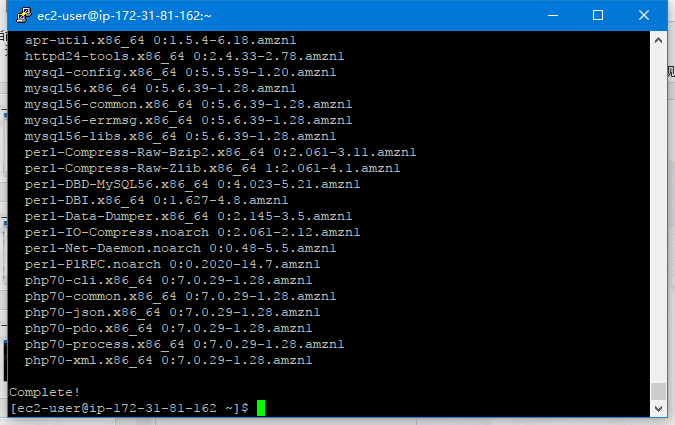 ec2-user@ip-172-31-81-162:~
apr-util.x86_64 0:1.5.4-6.18.amzn1
httpd24-tools.x86_64 0:2.4.33-2.78.amzn1
mysql-config.x86_64 0:5.5.59-1.20.amzn1
mysql56.x86_64 0:5.6.39-1.28.amzn1
mysql56-common.x86_64 0:5.6.39-1.28.amzn1
mysql56-errmsg.x86_64 0:5.6.39-1.28.amzn1
mysql56-libs.x86_64 0:5.6.39-1.28.amzn1
perl-Compress-Raw-Bzip2.x86_64 0:2.061-3.11.amzn1
perl-Compress-Raw-Zlib.x86_64 1:2.061-4.1.amzn1
perl-DBD-MySQL56.x86_64 0:4.023-5.21.amzn1
perl-DBI.x86_64 0:1.627-4.8.amzn1
perl-Data-Dumper.x86_64 0:2.145-3.5.amzn1
perl-IO-Compress.noarch 0:2.061-2.12.amzn1
perl-Net-Daemon.noarch 0:0.48-5.5.amzn1
perl-PlRPC.noarch 0:0.2020-14.7.amzn1
php70-cli.x86_64 0:7.0.29-1.28.amzn1
php70-common.x86_64 0:7.0.29-1.28.amzn1
php70-json.x86_64 0:7.0.29-1.28.amzn1
php70-pdo.x86_64 0:7.0.29-1.28.amzn1
php70-process.x86_64 0:7.0.29-1.28.amzn1
php70-xml.x86_64 0:7.0.29-1.28.amzn1
Complete!
[ec2-user@ip-172-31-81-162 ~]$